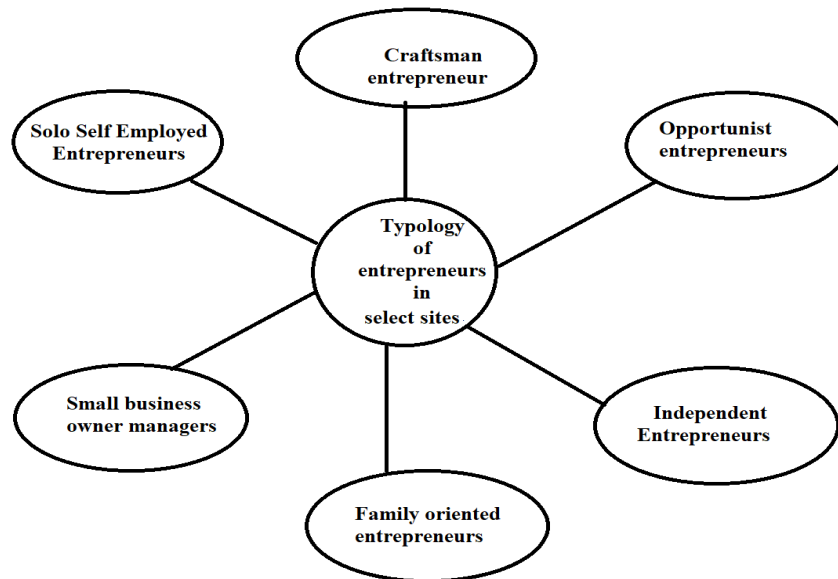 Craftsman
entrepreneur
Solo Self Employed
Entrepreneurs
Opportunist
entrepreneurs
Typology
of
entrepreneurs
in
select sites
Small business
owner managers
Independent
Entrepreneurs
Family oriented
entrepreneurs